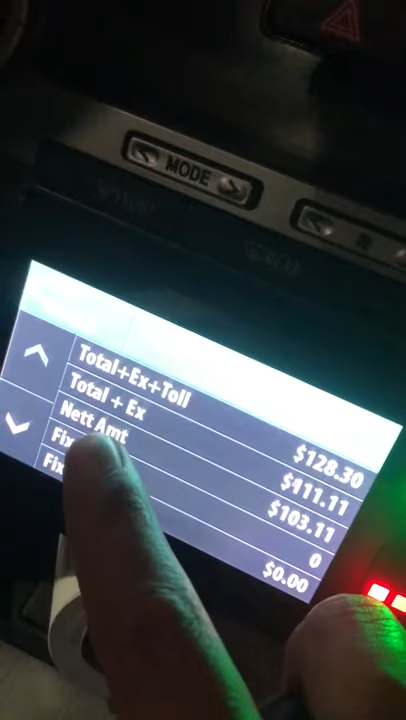 MODE
Total+Ex+Toll $128.30
Total + Ex $111.11
Nett Amt $103.11
Fix 0
Fix $0.00